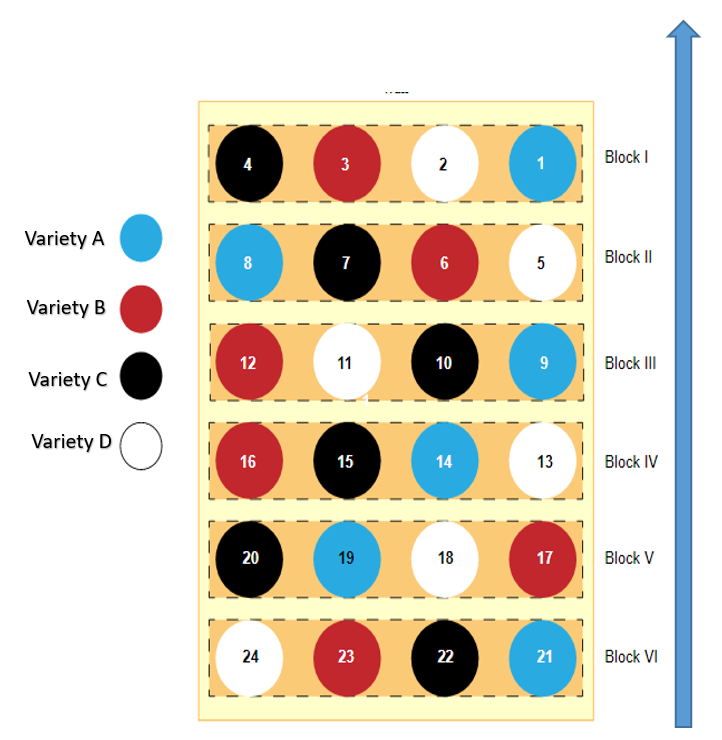 4 3 2 1 Block I
Variety A 8 7 6 5 Block II
Variety B
12 11 10 9 Block III
Variety C
Variety D 16 15 14 13 Block IV
20 19 18 17 Block V
24 23 22 21 Block VI